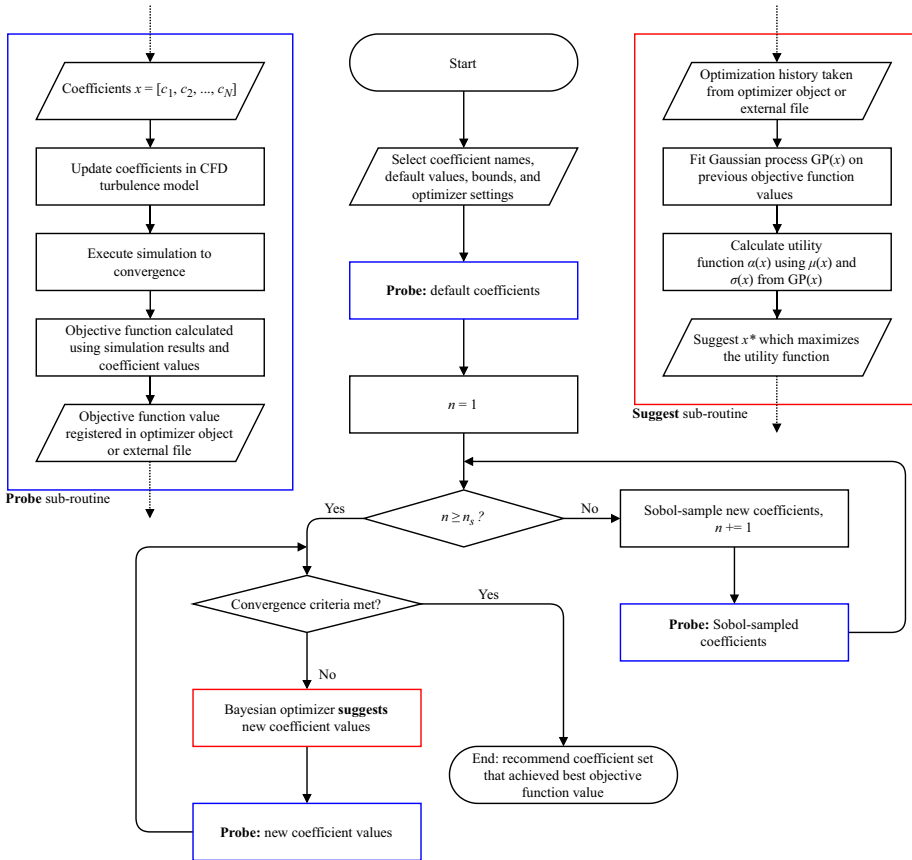 Coefficients x = [c1, c2, ..., cN]
Update coefficients in CFD
turbulence model
Execute simulation to
convergence
Objective function calculated
using simulation results and
coefficient values
Objective function value
registered in optimizer object
or external file
Probe sub-routine
Start
Select coefficient names,
default values, bounds, and
optimizer settings
Probe: default coefficients
n = 1
Optimization history taken
from optimizer object or
external file
Fit Gaussian process GP(x) on
previous objective function
values
Calculate utility
function α(x) using μ(x) and
σ(x) from GP(x)
Suggest x* which maximizes
the utility function
Suggest sub-routine
Yes
n ≥ ns ?
No
Sobol-sample new coefficients,
n += 1
Probe: Sobol-sampled
coefficients
Convergence criteria met?
Yes
No
Bayesian optimizer suggests
new coefficient values
Probe: new coefficient values
End: recommend coefficient set
that achieved best objective
function value